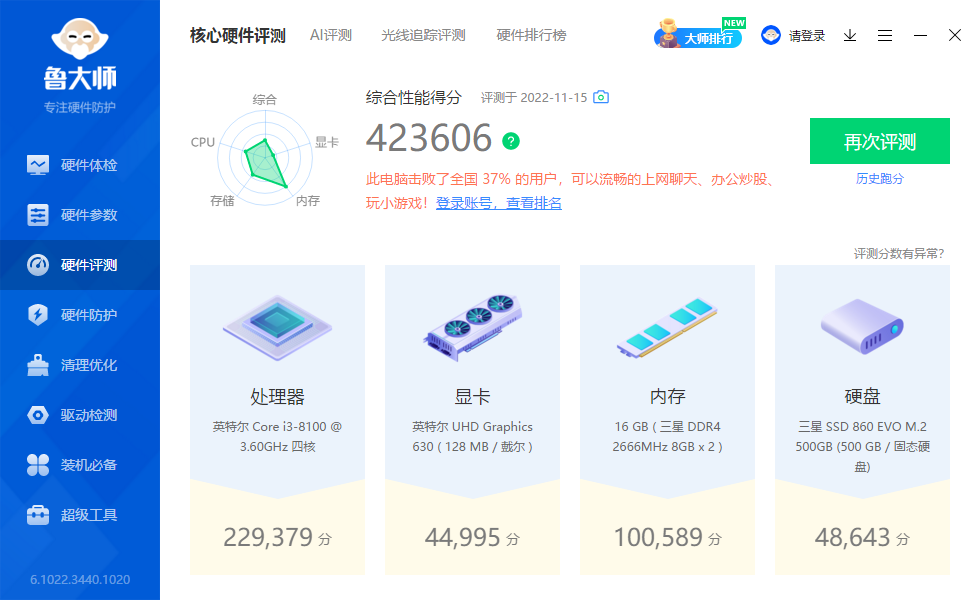 鲁大师
专注硬件防护
硬件体检
硬件参数
硬件评测
硬件防护
清理优化
驱动检测
装机必备
超级工具
6.1022.3440.1020
核心硬件评测
AI评测
光线追踪评测
硬件排行榜
大师排行
NEW
请登录
综合
CPU
显卡
存储
内存
综合性能得分
评测于 2022-11-15
423606
?
此电脑击败了全国 37% 的用户，可以流畅的上网聊天、办公炒股、
玩小游戏！登录账号，查看排名
再次评测
历史跑分
评测分数有异常?
处理器
英特尔 Core i3-8100 @
3.60GHz 四核
229,379 分
显卡
英特尔 UHD Graphics
630 ( 128 MB / 戴尔 )
44,995 分
内存
16 GB ( 三星 DDR4
2666MHz 8GB x 2 )
100,589 分
硬盘
三星 SSD 860 EVO M.2
500GB (500 GB / 固态硬
盘)
48,643 分